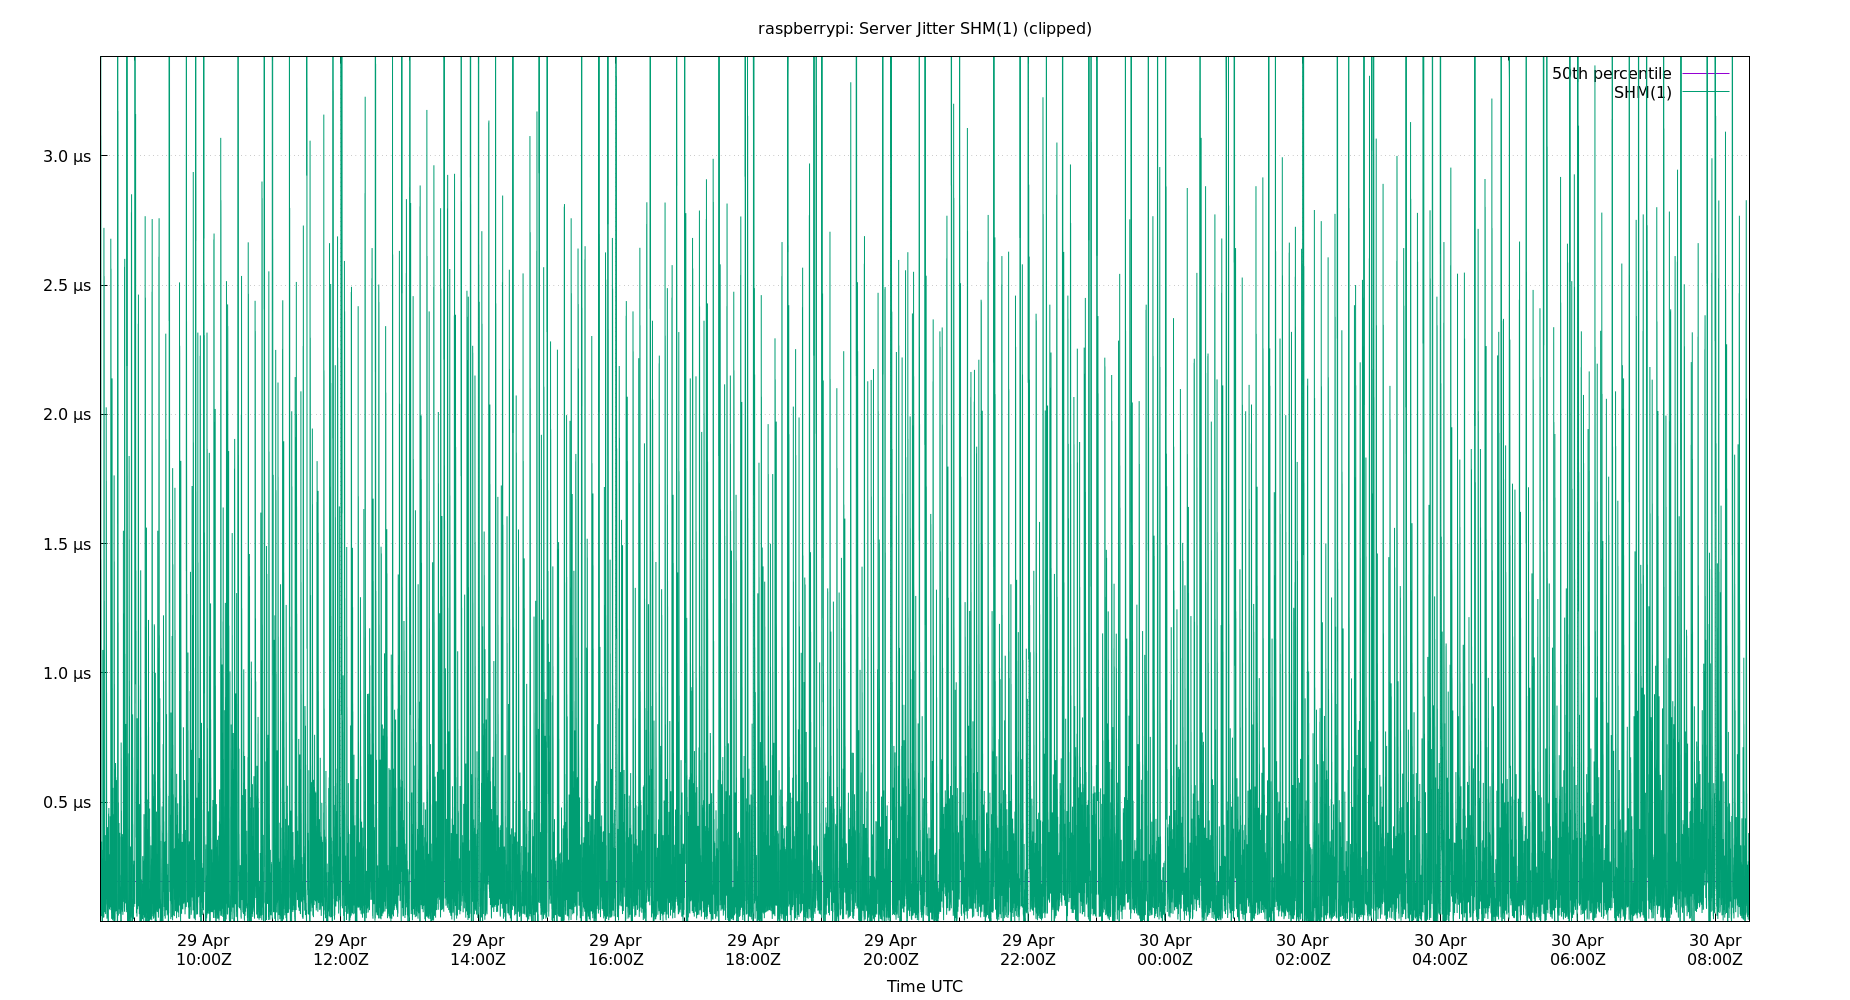 raspberrypi: Server Jitter SHM(1) (clipped)
50th percentile
SHM(1)
3.0 µs
2.5 µs
2.0 µs
1.5 µs
1.0 µs
0.5 µs
29 Apr 29 Apr 29 Apr 29 Apr 29 Apr 29 Apr 29 Apr 30 Apr 30 Apr 30 Apr 30 Apr 30 Apr
10:00Z 12:00Z 14:00Z 16:00Z 18:00Z 20:00Z 22:00Z 00:00Z 02:00Z 04:00Z 06:00Z 08:00Z
Time UTC